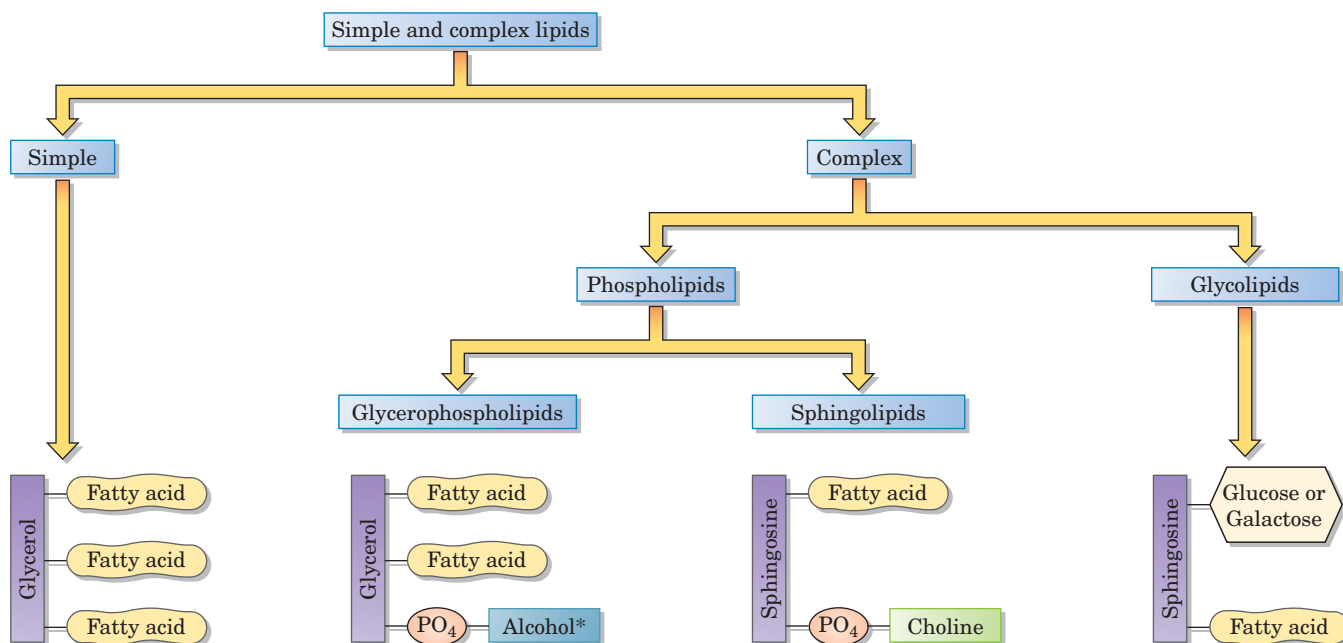 Simple and complex lipids
Simple
Complex
Phospholipids
Glycolipids
Glycerophospholipids
Sphingolipids
Glycerol
Fatty acid
Fatty acid
Fatty acid
Glycerol
Fatty acid
Fatty acid
PO4
Alcohol*
Sphingosine
Fatty acid
PO4
Choline
Sphingosine
Glucose or
Galactose
Fatty acid